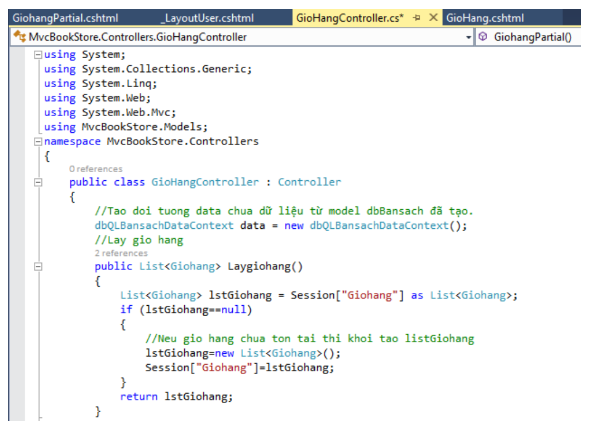 GiohangPartial.cshtml _LayoutUser.cshtml GioHangController.cs* GioHang.cshtml
MvcBookStore.Controllers.GioHangController GiohangPartial()
using System;
using System.Collections.Generic;
using System.Linq;
using System.Web;
using System.Web.Mvc;
using MvcBookStore.Models;
namespace MvcBookStore.Controllers
{
0 references
public class GioHangController : Controller
{
//Tao doi tuong data chua dữ liệu từ model dbBansach đã tạo.
dbQLBansachDataContext data = new dbQLBansachDataContext();
//Lay gio hang
2 references
public List<Giohang> Laygiohang()
{
List<Giohang> lstGiohang = Session["Giohang"] as List<Giohang>;
if (lstGiohang==null)
{
//Neu gio hang chua ton tai thi khoi tao listGiohang
lstGiohang=new List<Giohang>();
Session["Giohang"]=lstGiohang;
}
return lstGiohang;
}